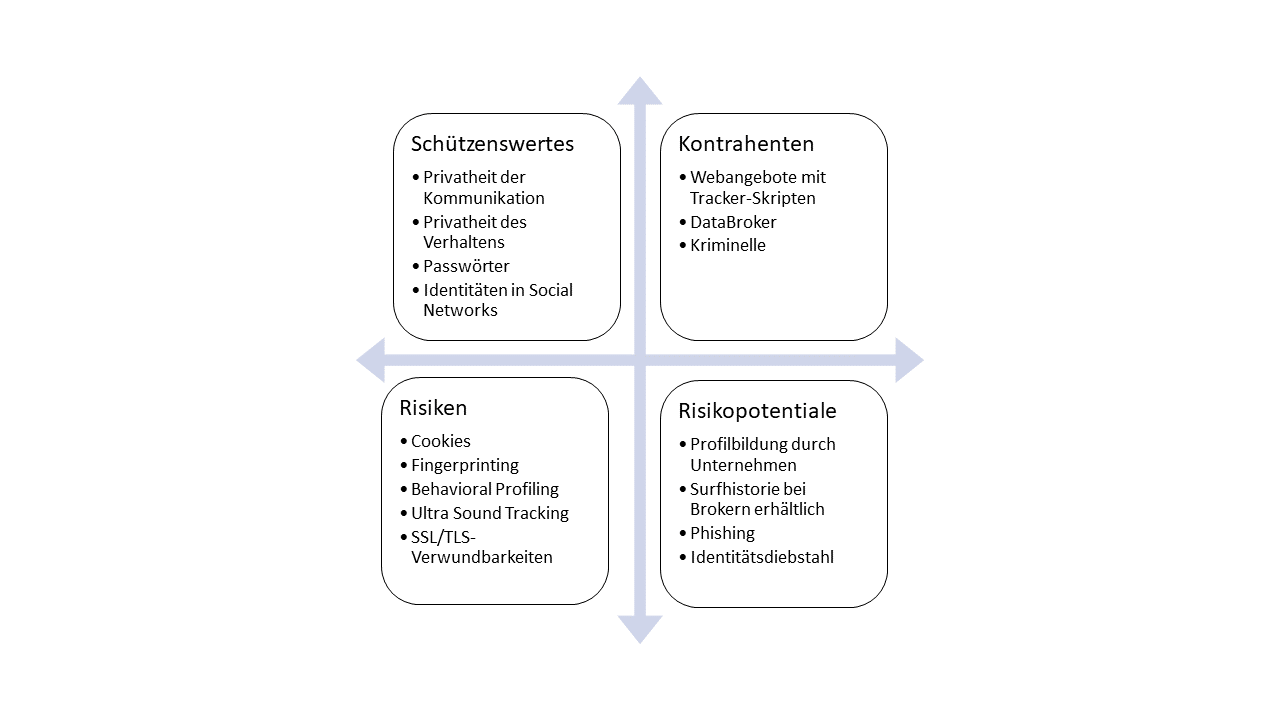 Schützenswertes
• Privatheit der
Kommunikation
• Privatheit des
Verhaltens
• Passwörter
• Identitäten in Social
Networks
Kontrahenten
• Webangebote mit
Tracker-Skripten
• DataBroker
• Kriminelle
Risiken
• Cookies
• Fingerprinting
• Behavioral Profiling
• Ultra Sound Tracking
• SSL/TLS-
Verwundbarkeiten
Risikopotentiale
• Profilbildung durch
Unternehmen
• Surfhistorie bei
Brokern erhältlich
• Phishing
• Identitätsdiebstahl